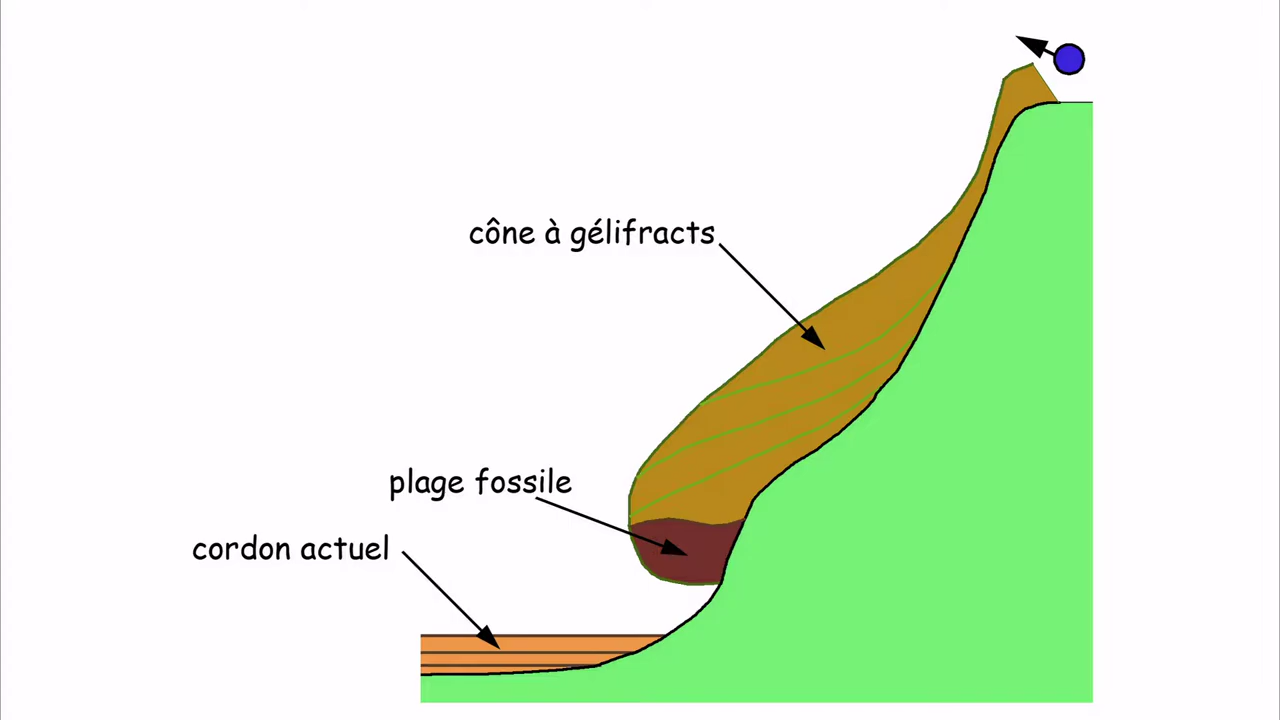 cône à gélifracts
plage fossile
cordon actuel